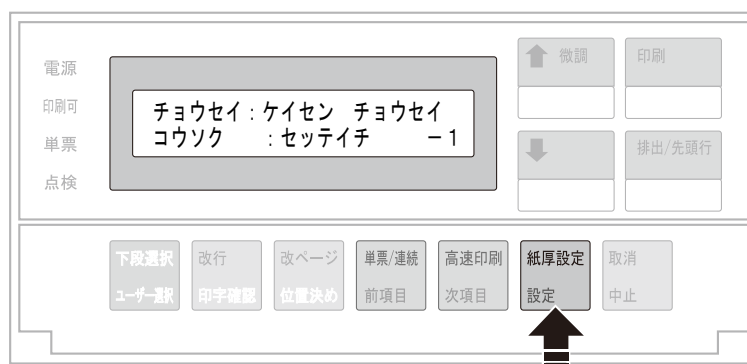 電源
印刷可
単票
点検
チョウセイ:ケイセン チョウセイ
コウソク :セッテイチ -1
微調
印刷
排出/先頭行
下段選択 改行 改ページ 単票/連続 高速印刷 紙厚設定 取消
ユーザー選択 印字確認 位置決め 前項目 次項目 設定 中止